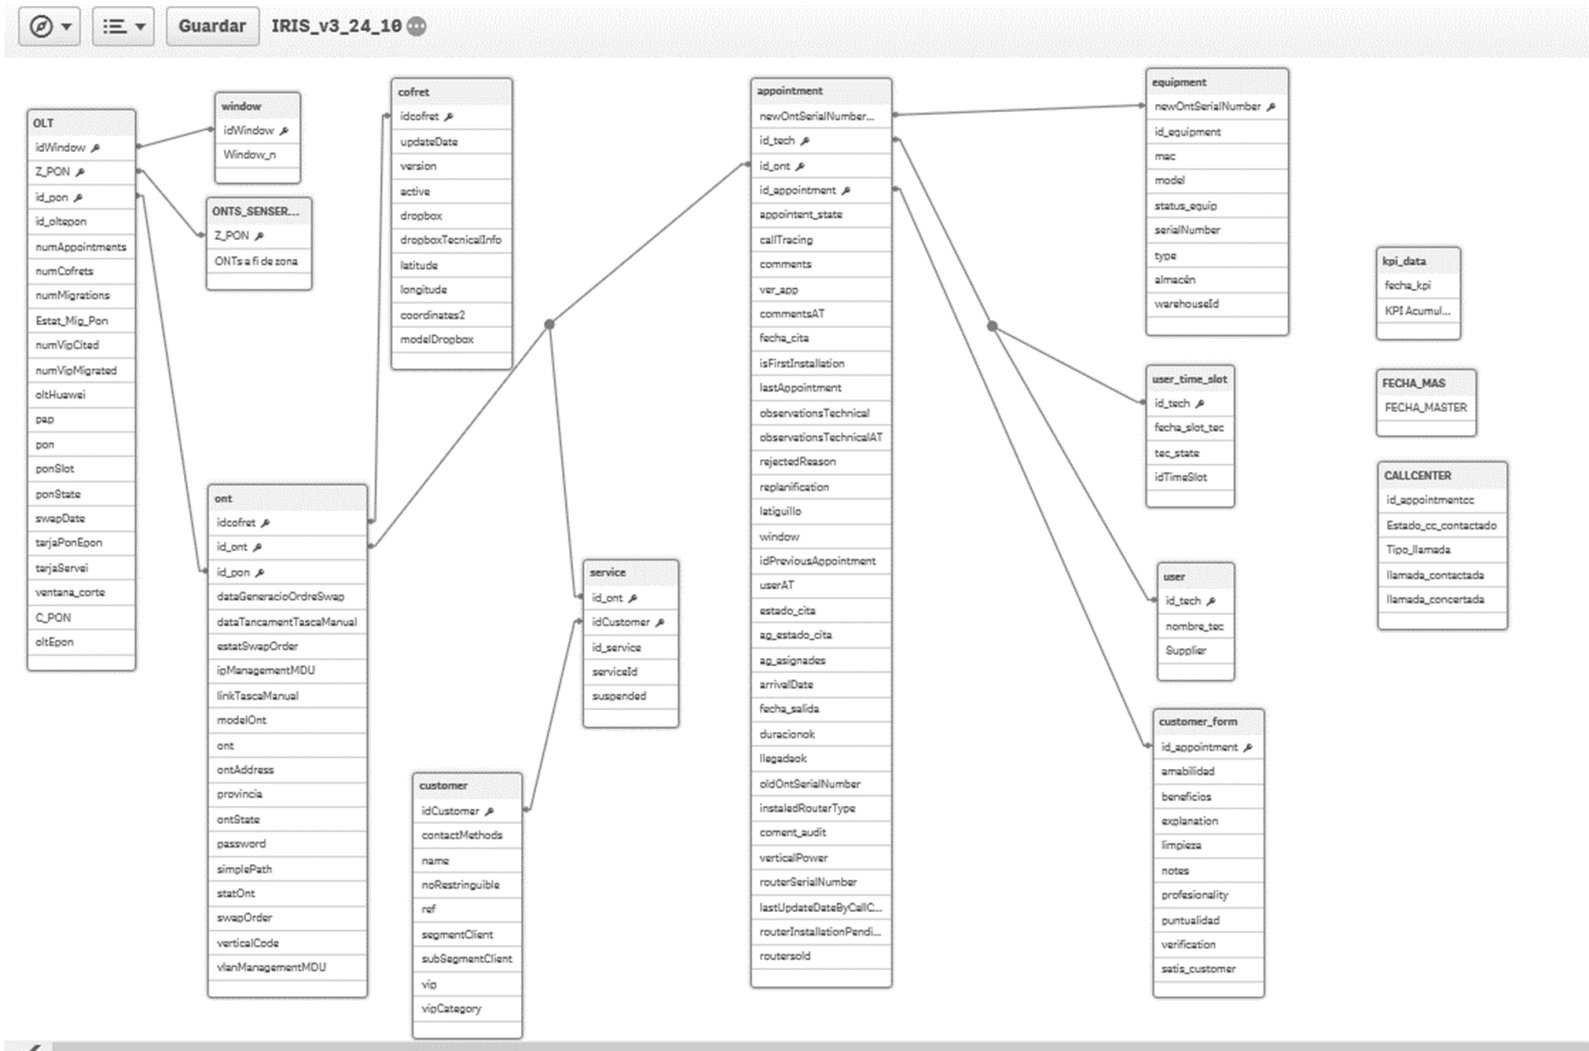 Guardar
IRIS_v3_24_10
OLT
idWindow
Z_PON
id_pon
id_oltepon
numAppointments
numCofrets
numMigrations
Estat_Mig_Pon
numVipCited
numVipMigrated
oltHuawei
pap
pon
ponSlot
ponState
swapDate
tarjaPonEpon
tarjaServei
ventana_corte
C_PON
oltEpon
window
idWindow
Window_n
ONTS_SENSER...
Z_PON
ONTs a fi de zona
cofret
idcofret
updateDate
version
active
dropbox
dropboxTecnicalInfo
latitude
longitude
coordinates2
modelDropbox
ont
idcofret
id_ont
id_pon
dataGeneracioOrdreSwap
dataTancamentTascaManual
estatSwapOrder
ipManagementMDU
linkTascaManual
modelOnt
ont
ontAddress
provincia
ontState
password
simplePath
statOnt
swapOrder
verticalCode
vlanManagementMDU
service
id_ont
idCustomer
id_service
serviceId
suspended
customer
idCustomer
contactMethods
name
noRestringuible
ref
segmentClient
subSegmentClient
vip
vipCategory
appointment
newOntSerialNumber...
id_tech
id_ont
id_appointment
appointent_state
callTracing
comments
ver_app
commentsAT
fecha_cita
isFirstInstallation
lastAppointment
observationsTechnical
observationsTechnicalAT
rejectedReason
replanification
latiguillo
window
idPreviousAppointment
userAT
estado_cita
ag_estado_cita
ag_asignades
arrivalDate
fecha_salida
duracionok
llegadaok
oldOntSerialNumber
instaledRouterType
coment_audit
verticalPower
routerSerialNumber
lastUpdateDateByCallC...
routerInstallationPendi...
routersold
equipment
newOntSerialNumber
id_equipment
mac
model
status_equip
serialNumber
type
almacén
warehouseId
user_time_slot
id_tech
fecha_slot_tec
tec_state
idTimeSlot
user
id_tech
nombre_tec
Supplier
customer_form
id_appointment
amabilidad
beneficios
explanation
limpieza
notes
profesionality
puntualidad
verification
satis_customer
kpi_data
fecha_kpi
KPI Acumul...
FECHA_MAS
FECHA_MASTER
CALLCENTER
id_appointmentcc
Estado_cc_contactado
Tipo_llamada
llamada_contactada
llamada_concertada